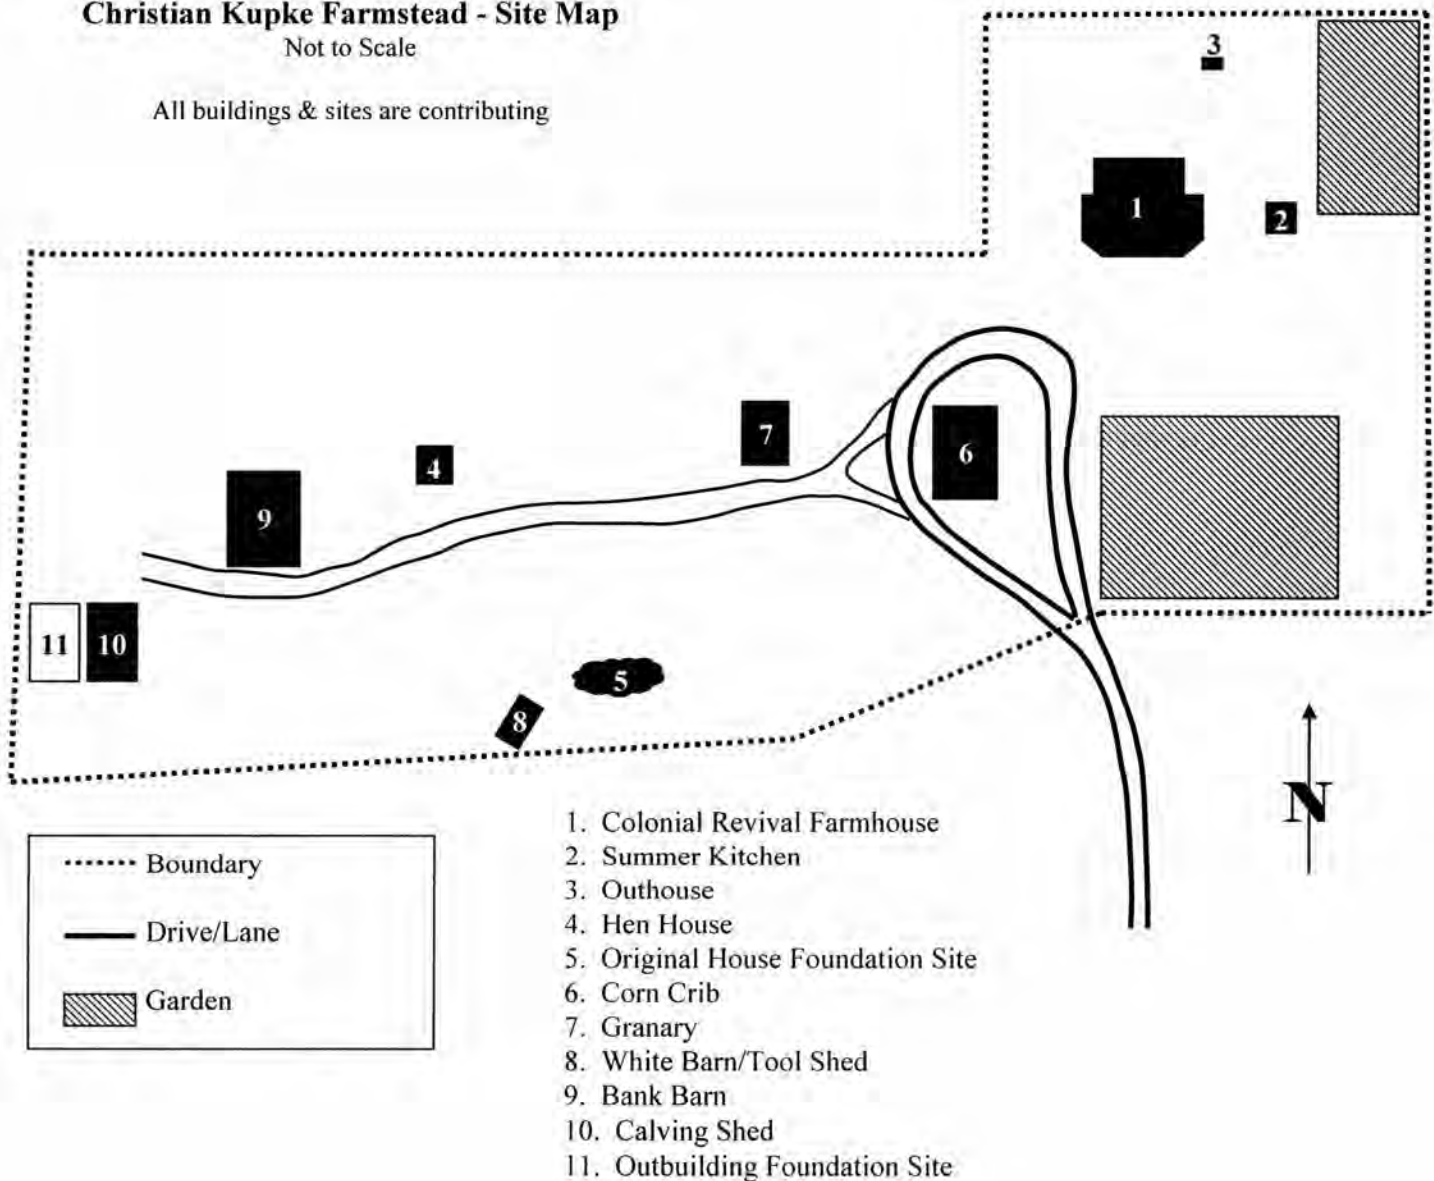 Christian Kupke Farmstead - Site Map
Not to Scale
All buildings & sites are contributing
3
1
2
7
6
4
9
11
10
5
8
N
Boundary
Drive/Lane
Garden
1. Colonial Revival Farmhouse
2. Summer Kitchen
3. Outhouse
4. Hen House
5. Original House Foundation Site
6. Corn Crib
7. Granary
8. White Barn/Tool Shed
9. Bank Barn
10. Calving Shed
11. Outbuilding Foundation Site